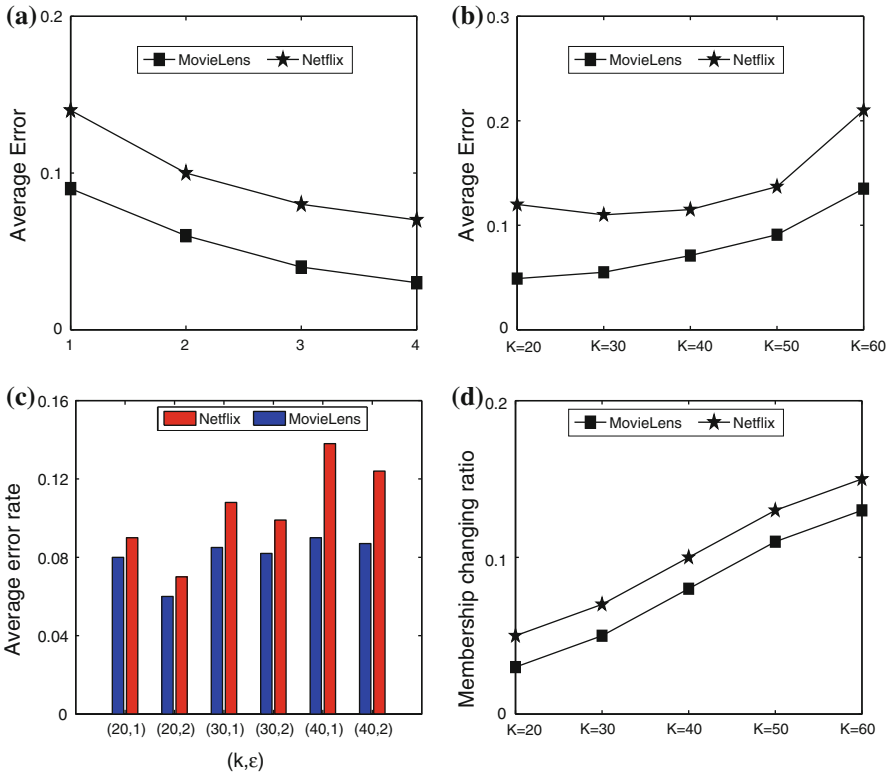 (a)
0.2
0.1
0
Average Error
MovieLens
Netflix
1
2
3
4
(b)
0.3
0.2
0.1
0
Average Error
MovieLens
Netflix
K=20
K=30
K=40
K=50
K=60
(c)
0.16
0.12
0.08
0.04
0
Average error rate
Netflix
MovieLens
(20,1)
(20,2)
(30,1)
(30,2)
(40,1)
(40,2)
(k,ε)
(d)
0.2
0.1
0
Membership changing ratio
MovieLens
Netflix
K=20
K=30
K=40
K=50
K=60